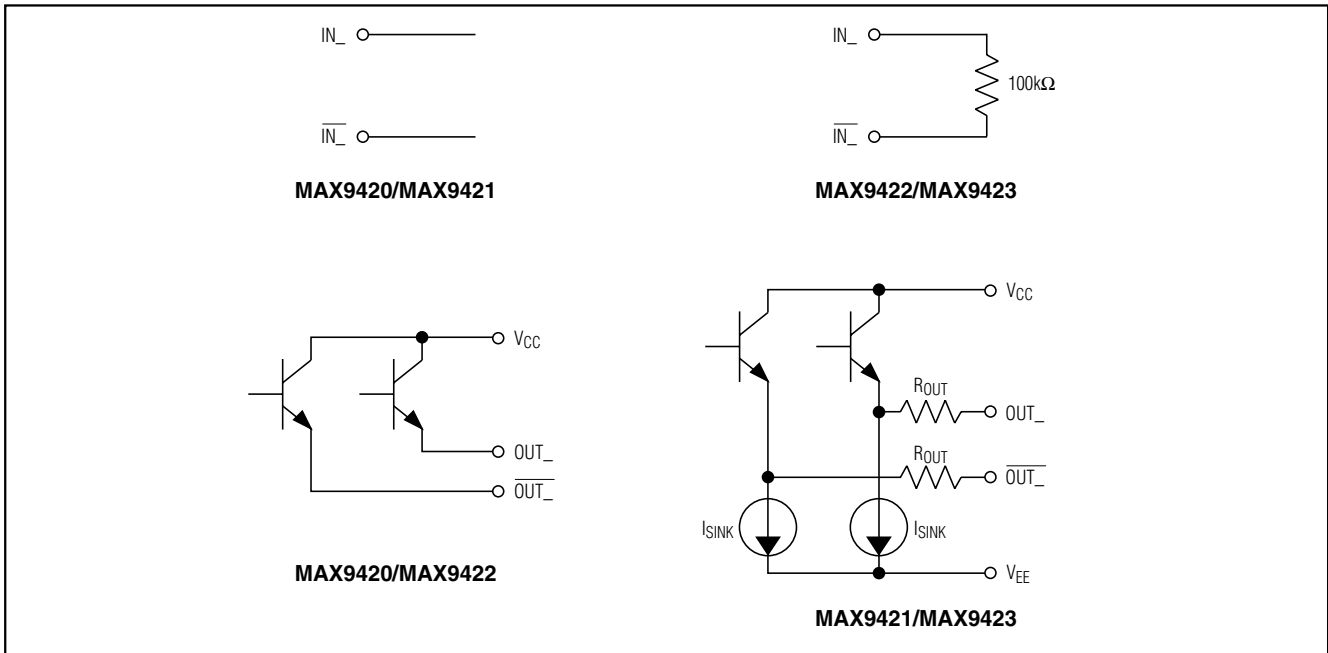 IN_
IN_
MAX9420/MAX9421
IN_
100kΩ
IN_
MAX9422/MAX9423
VCC
OUT_
OUT_
MAX9420/MAX9422
VCC
ROUT
OUT_
ROUT
OUT_
ISINK
ISINK
VEE
MAX9421/MAX9423